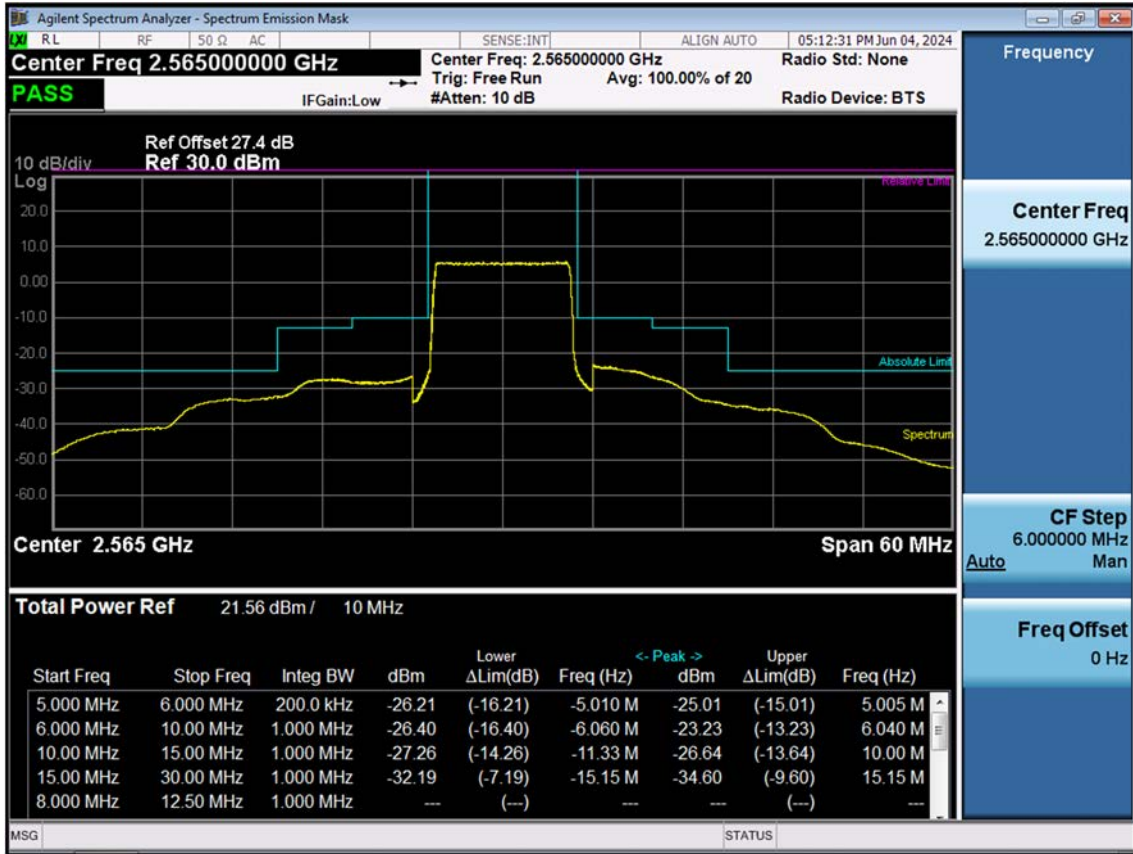 Agilent Spectrum Analyzer - Spectrum Emission Mask
LXI RL RF 50 Ω AC SENSE:INT ALIGN AUTO 05:12:31 PM Jun 04, 2024
Center Freq 2.565000000 GHz
Center Freq: 2.565000000 GHz
Radio Std: None
Trig: Free Run Avg: 100.00% of 20
PASS
IFGain:Low
#Atten: 10 dB
Radio Device: BTS
Ref Offset 27.4 dB
10 dB/div Ref 30.0 dBm
Log
Relative Limit
20.0
10.0
0.00
-10.0
-20.0
Absolute Limit
-30.0
-40.0
Spectrum
-50.0
-60.0
Center 2.565 GHz Span 60 MHz
Total Power Ref 21.56 dBm / 10 MHz
Lower <- Peak -> Upper
Start Freq Stop Freq Integ BW dBm ΔLim(dB) Freq (Hz) dBm ΔLim(dB) Freq (Hz)
5.000 MHz 6.000 MHz 200.0 kHz -26.21 (-16.21) -5.010 M -25.01 (-15.01) 5.005 M
6.000 MHz 10.00 MHz 1.000 MHz -26.40 (-16.40) -6.060 M -23.23 (-13.23) 6.040 M
10.00 MHz 15.00 MHz 1.000 MHz -27.26 (-14.26) -11.33 M -26.64 (-13.64) 10.00 M
15.00 MHz 30.00 MHz 1.000 MHz -32.19 (-7.19) -15.15 M -34.60 (-9.60) 15.15 M
8.000 MHz 12.50 MHz 1.000 MHz --- (---) --- --- (---) ---
MSG STATUS
Frequency
Center Freq
2.565000000 GHz
CF Step
6.000000 MHz
Auto Man
Freq Offset
0 Hz